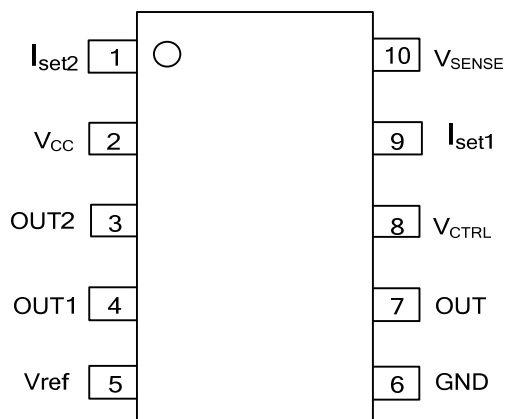 Iset2 1 10 VSENSE
VCC 2 9 Iset1
OUT2 3 8 VCTRL
OUT1 4 7 OUT
Vref 5 6 GND